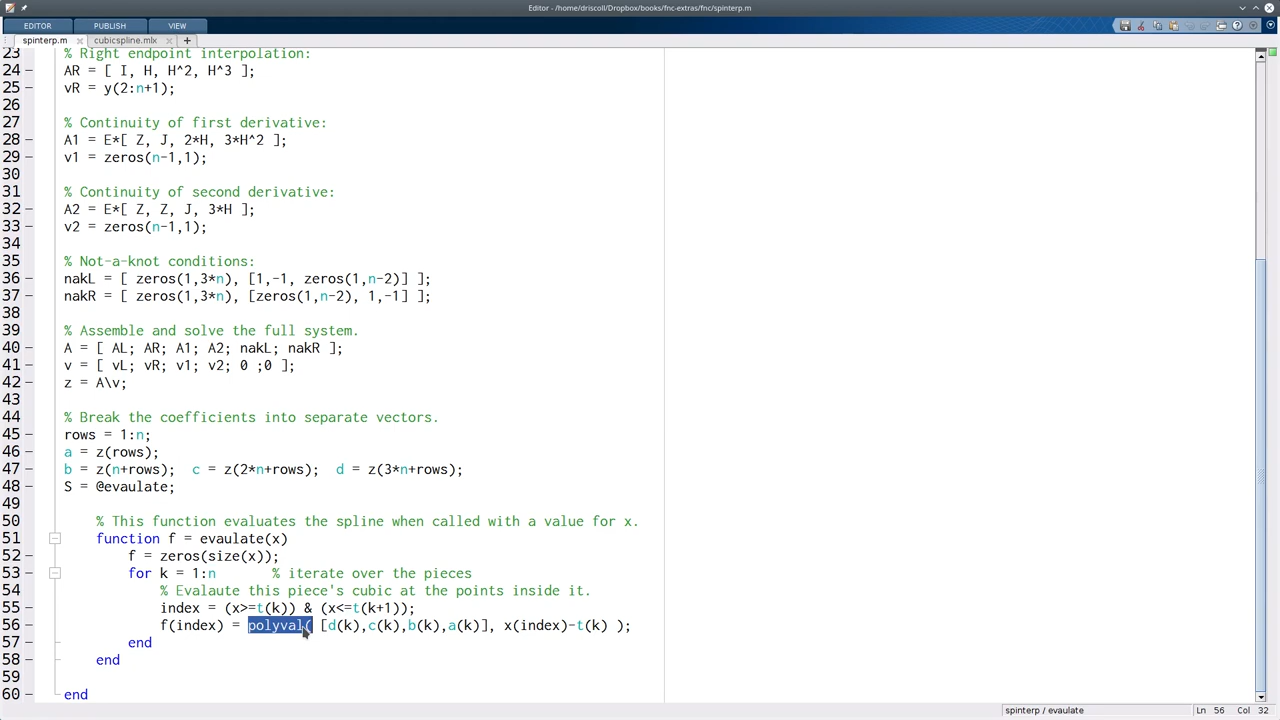 Editor - /home/driscoll/Dropbox/books/fnc-extras/fnc/spinterp.m
EDITOR PUBLISH VIEW
spinterp.m × cubicspline.mlx × +
23 % Right endpoint interpolation:
24 AR = [ I, H, H^2, H^3 ];
25 vR = y(2:n+1);
26
27 % Continuity of first derivative:
28 A1 = E*[ Z, J, 2*H, 3*H^2 ];
29 v1 = zeros(n-1,1);
30
31 % Continuity of second derivative:
32 A2 = E*[ Z, Z, J, 3*H ];
33 v2 = zeros(n-1,1);
34
35 % Not-a-knot conditions:
36 nakL = [ zeros(1,3*n), [1,-1, zeros(1,n-2)] ];
37 nakR = [ zeros(1,3*n), [zeros(1,n-2), 1,-1] ];
38
39 % Assemble and solve the full system.
40 A = [ AL; AR; A1; A2; nakL; nakR ];
41 v = [ vL; vR; v1; v2; 0 ;0 ];
42 z = A\v;
43
44 % Break the coefficients into separate vectors.
45 rows = 1:n;
46 a = z(rows);
47 b = z(n+rows);  c = z(2*n+rows);  d = z(3*n+rows);
48 S = @evaulate;
49
50 % This function evaluates the spline when called with a value for x.
51 function f = evaulate(x)
52 f = zeros(size(x));
53 for k = 1:n       % iterate over the pieces
54 % Evalaute this piece's cubic at the points inside it.
55 index = (x>=t(k)) & (x<=t(k+1));
56 f(index) = polyval( [d(k),c(k),b(k),a(k)], x(index)-t(k) );
57 end
58 end
59
60 end
spinterp / evaulate Ln 56 Col 32